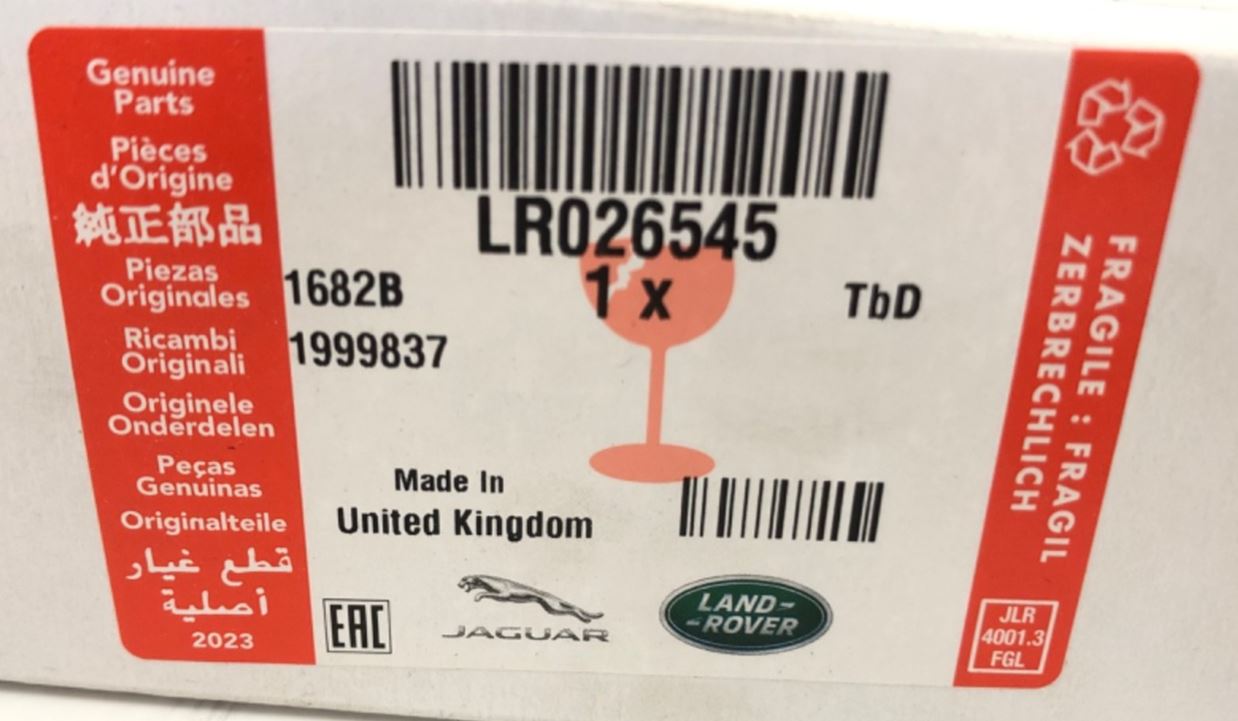 Genuine
Parts
Pièces
d'Origine
純正部品
Piezas
Originales
Ricambi
Originali
Originele
Onderdelen
Peças
Genuinas
Originalteile
قطع غيار
أصلية
2023
LR026545
1682B
1 x
TbD
1999837
Made In
United Kingdom
EAC
JAGUAR
LAND-
-ROVER
FRAGILE : FRAGIL
ZERBRECHLICH
JLR
4001.3
FGL